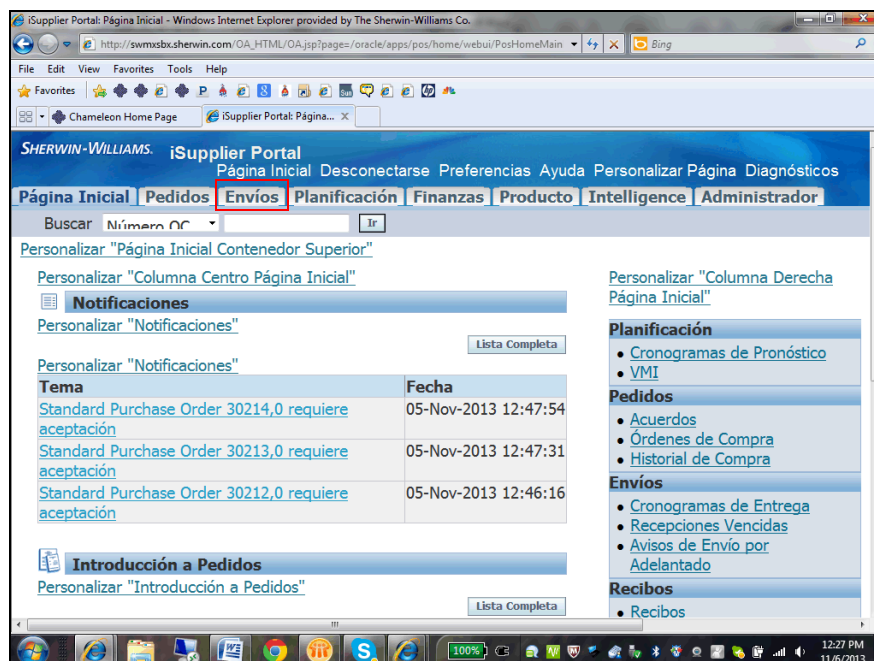 iSupplier Portal: Página Inicial - Windows Internet Explorer provided by The Sherwin-Williams Co.
http://swmxsbx.sherwin.com/OA_HTML/OA.jsp?page=/oracle/apps/pos/home/webui/PosHomeMain
Bing
File Edit View Favorites Tools Help
Favorites
Chameleon Home Page
iSupplier Portal: Página...
SHERWIN-WILLIAMS. iSupplier Portal
Página Inicial Desconectarse Preferencias Ayuda Personalizar Página Diagnósticos
Página Inicial Pedidos Envíos Planificación Finanzas Producto Intelligence Administrador
Buscar Número OC Ir
Personalizar "Página Inicial Contenedor Superior"
Personalizar "Columna Centro Página Inicial"
Notificaciones
Personalizar "Notificaciones"
Lista Completa
Personalizar "Notificaciones"
Tema Fecha
Standard Purchase Order 30214,0 requiere 05-Nov-2013 12:47:54
aceptación
Standard Purchase Order 30213,0 requiere 05-Nov-2013 12:47:31
aceptación
Standard Purchase Order 30212,0 requiere 05-Nov-2013 12:46:16
aceptación
Introducción a Pedidos
Personalizar "Introducción a Pedidos"
Lista Completa
Personalizar "Columna Derecha
Página Inicial"
Planificación
Cronogramas de Pronóstico
VMI
Pedidos
Acuerdos
Órdenes de Compra
Historial de Compra
Envíos
Cronogramas de Entrega
Recepciones Vencidas
Avisos de Envío por
Adelantado
Recibos
Recibos
100%
12:27 PM
11/6/2013